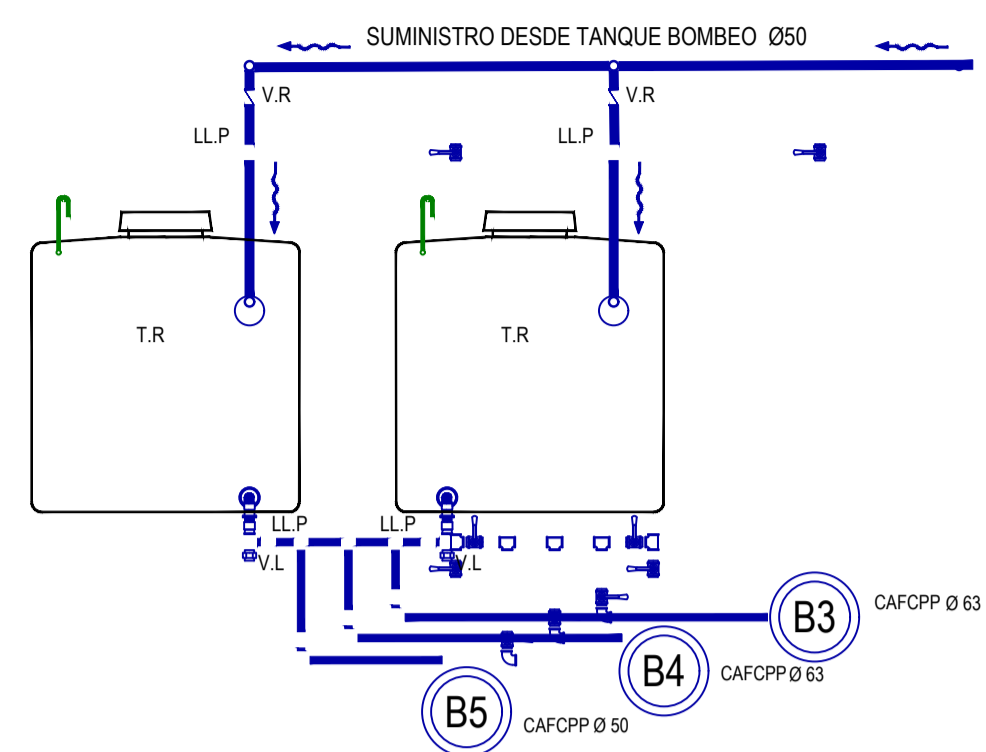 SUMINISTRO DESDE TANQUE BOMBEO Ø50
V.R
V.R
LL.P
LL.P
T.R
T.R
LL.P
LL.P
V.L
V.L
B3
CAFCPP Ø 63
B4
CAFCPP Ø 63
B5
CAFCPP Ø 50